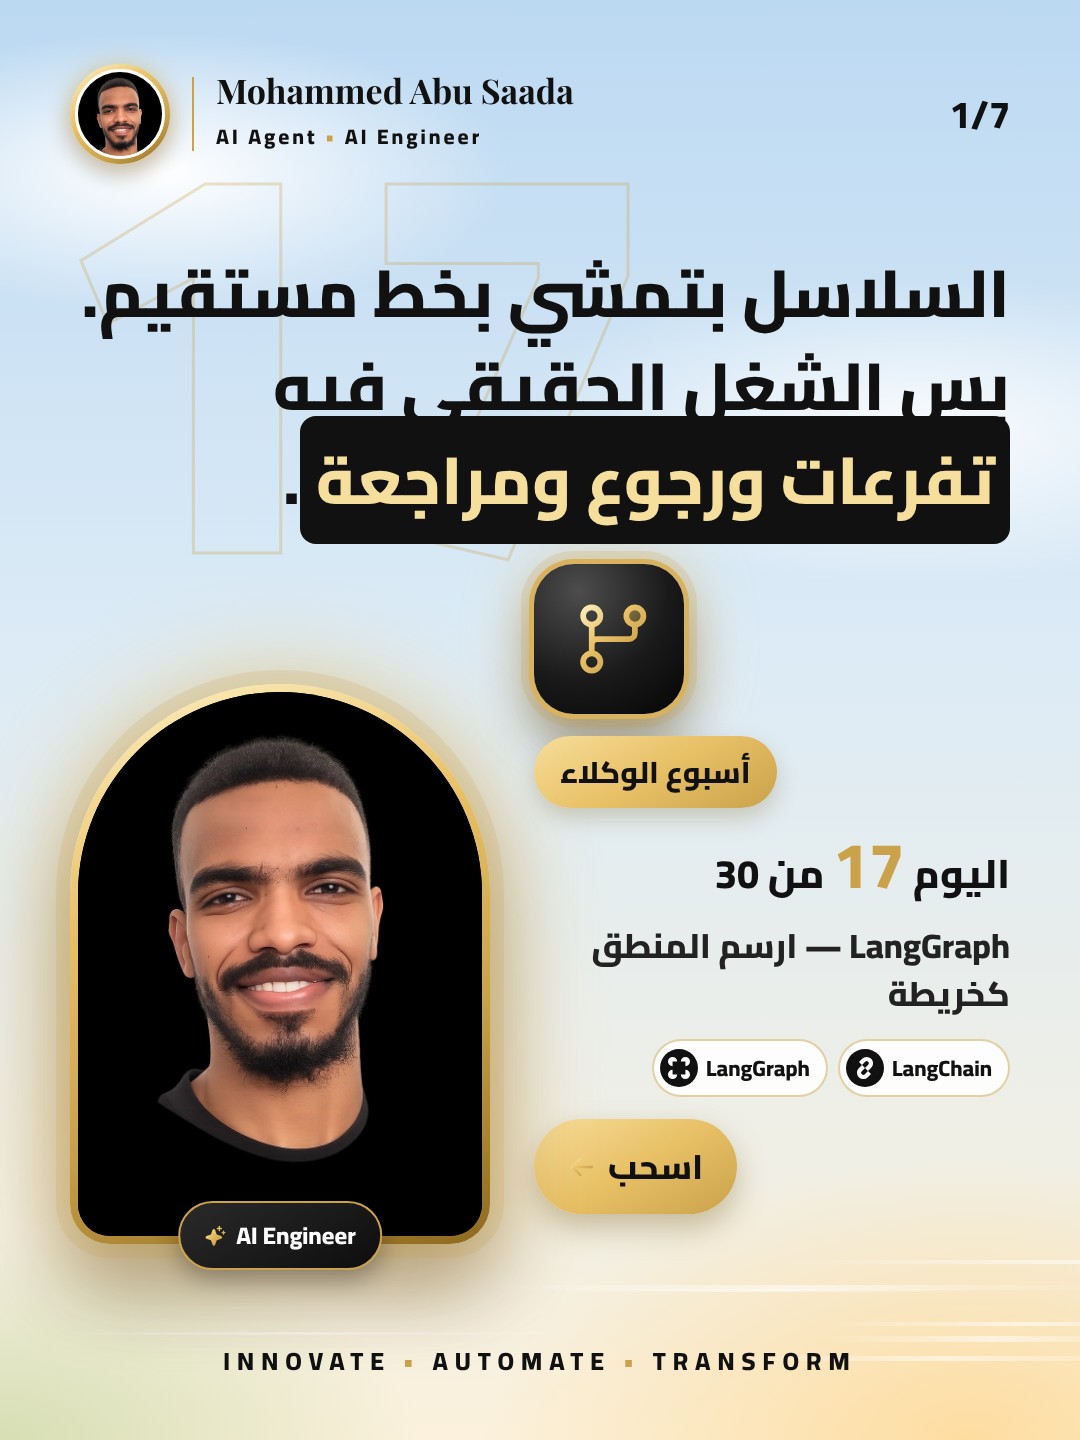 Mohammed Abu Saada
AI Agent ▪ AI Engineer
1/7
17
السلاسل بتمشي بخط مستقيم.
بس الشغل الحقيقي فيه
تفرعات ورجوع ومراجعة.
أسبوع الوكلاء
اليوم 17 من 30
LangGraph — ارسم المنطق
كخريطة
LangChain
LangGraph
اسحب ←
AI Engineer
INNOVATE ▪ AUTOMATE ▪ TRANSFORM